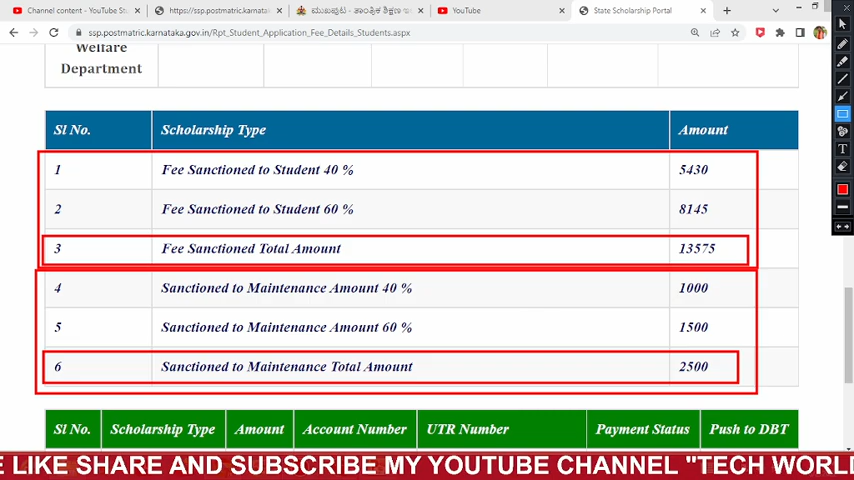 Channel content - YouTube St
https://ssp.postmatric.karnatak
ಮುಖಪುಟ - ತಾಂತ್ರಿಕ ಶಿಕ್ಷಣ ಇಲ
YouTube
State Scholarship Portal
ssp.postmatric.karnataka.gov.in/Rpt_Student_Application_Fee_Details_Students.aspx
Welfare
Department
Sl No. Scholarship Type Amount
1 Fee Sanctioned to Student 40 % 5430
2 Fee Sanctioned to Student 60 % 8145
3 Fee Sanctioned Total Amount 13575
4 Sanctioned to Maintenance Amount 40 % 1000
5 Sanctioned to Maintenance Amount 60 % 1500
6 Sanctioned to Maintenance Total Amount 2500
Sl No. Scholarship Type Amount Account Number UTR Number Payment Status Push to DBT
E LIKE SHARE AND SUBSCRIBE MY YOUTUBE CHANNEL "TECH WORL